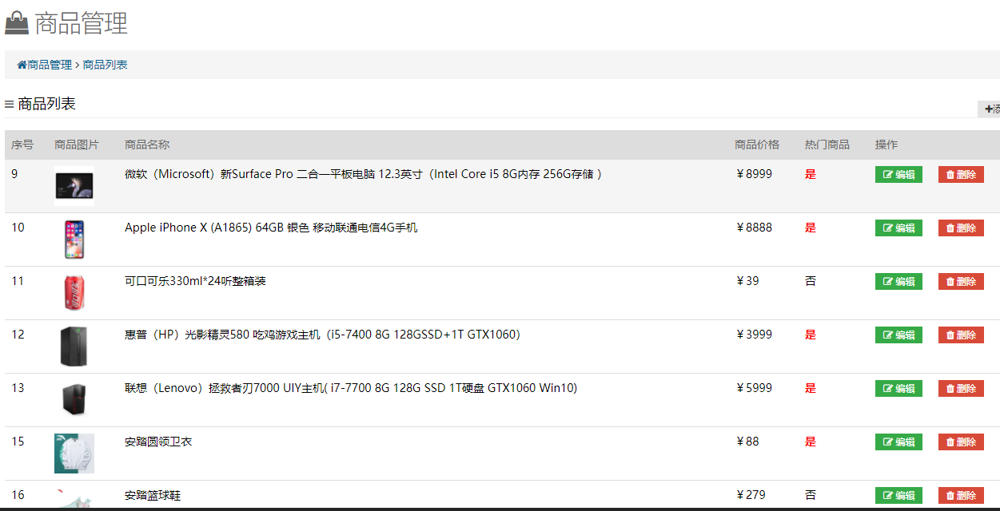 商品管理
商品管理 › 商品列表
商品列表
添
序号 商品图片 商品名称 商品价格 热门商品 操作
9 微软（Microsoft）新Surface Pro 二合一平板电脑 12.3英寸（Intel Core i5 8G内存 256G存储 ） ￥8999 是 编辑 删除
10 Apple iPhone X (A1865) 64GB 银色 移动联通电信4G手机 ￥8888 是 编辑 删除
11 可口可乐330ml*24听整箱装 ￥39 否 编辑 删除
12 惠普（HP）光影精灵580 吃鸡游戏主机（i5-7400 8G 128GSSD+1T GTX1060） ￥3999 是 编辑 删除
13 联想（Lenovo）拯救者刃7000 UIY主机( i7-7700 8G 128G SSD 1T硬盘 GTX1060 Win10) ￥5999 是 编辑 删除
15 安踏圆领卫衣 ￥88 是 编辑 删除
16 安踏篮球鞋 ￥279 否 编辑 删除